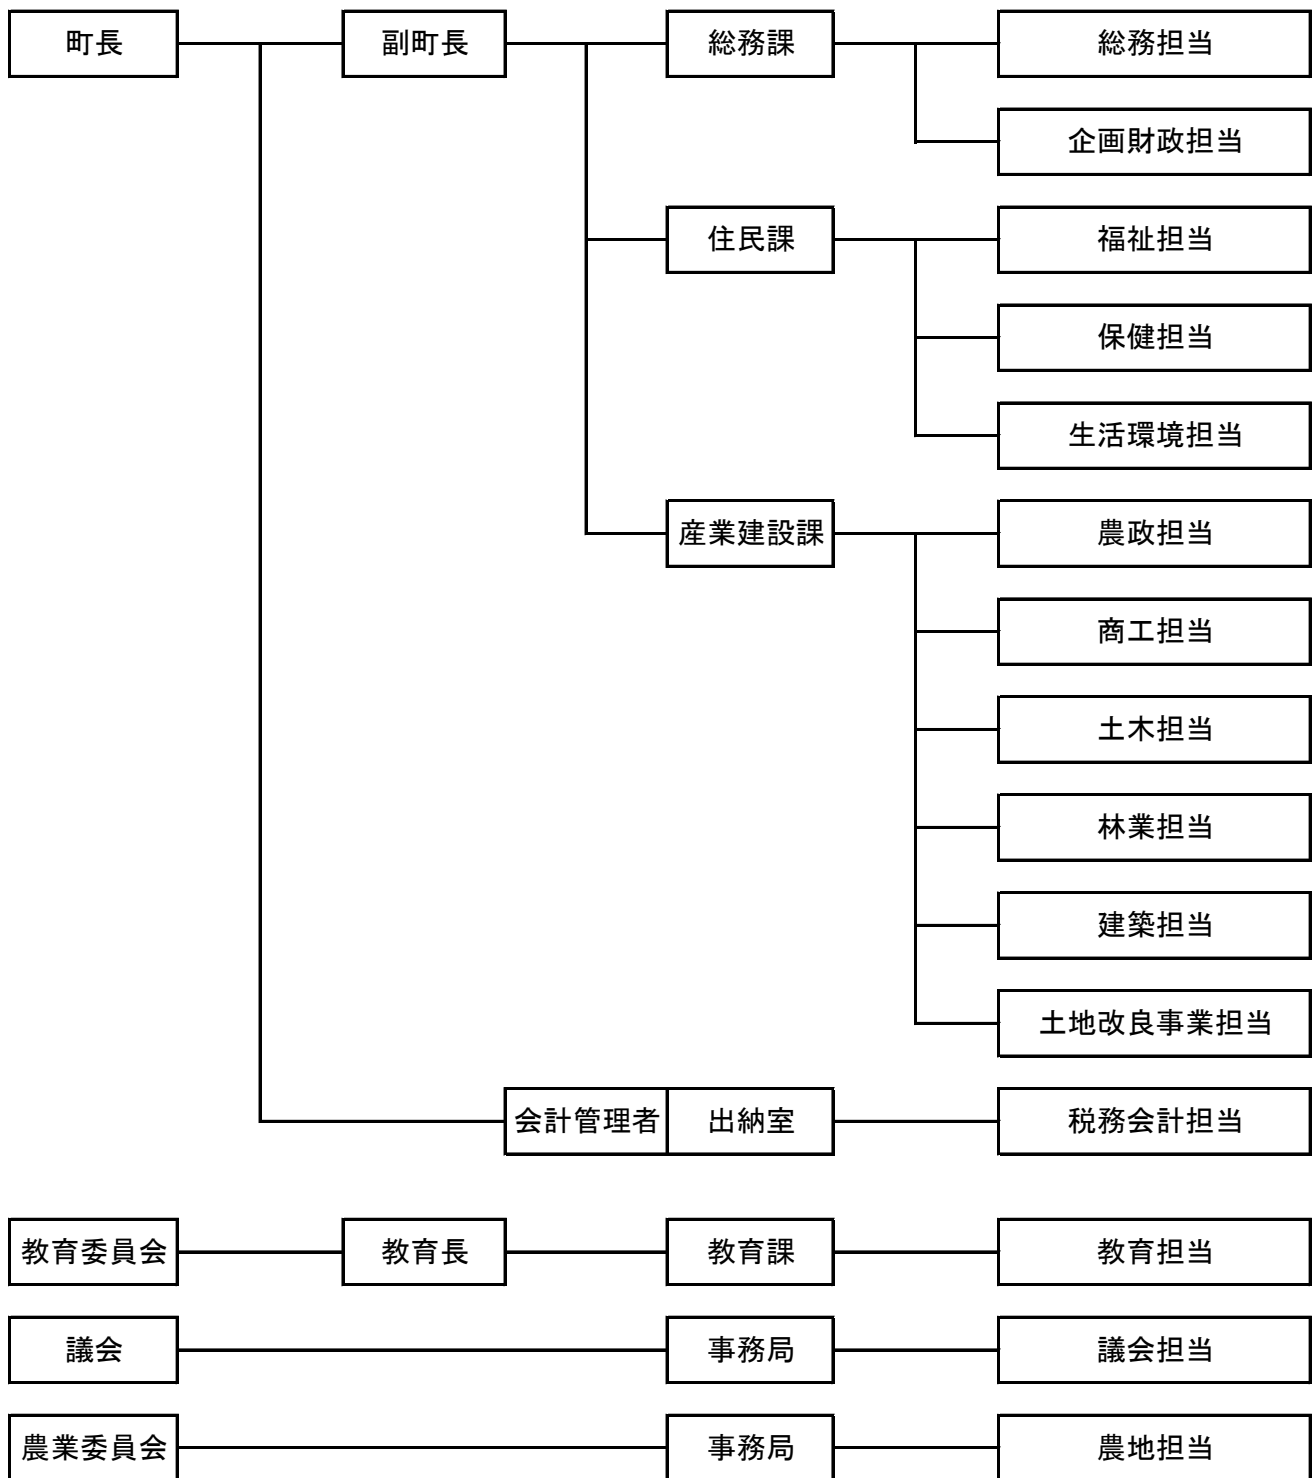 町長
副町長
総務課
総務担当
企画財政担当
住民課
福祉担当
保健担当
生活環境担当
産業建設課
農政担当
商工担当
土木担当
林業担当
建築担当
土地改良事業担当
会計管理者
出納室
税務会計担当
教育委員会
教育長
教育課
教育担当
議会
事務局
議会担当
農業委員会
事務局
農地担当